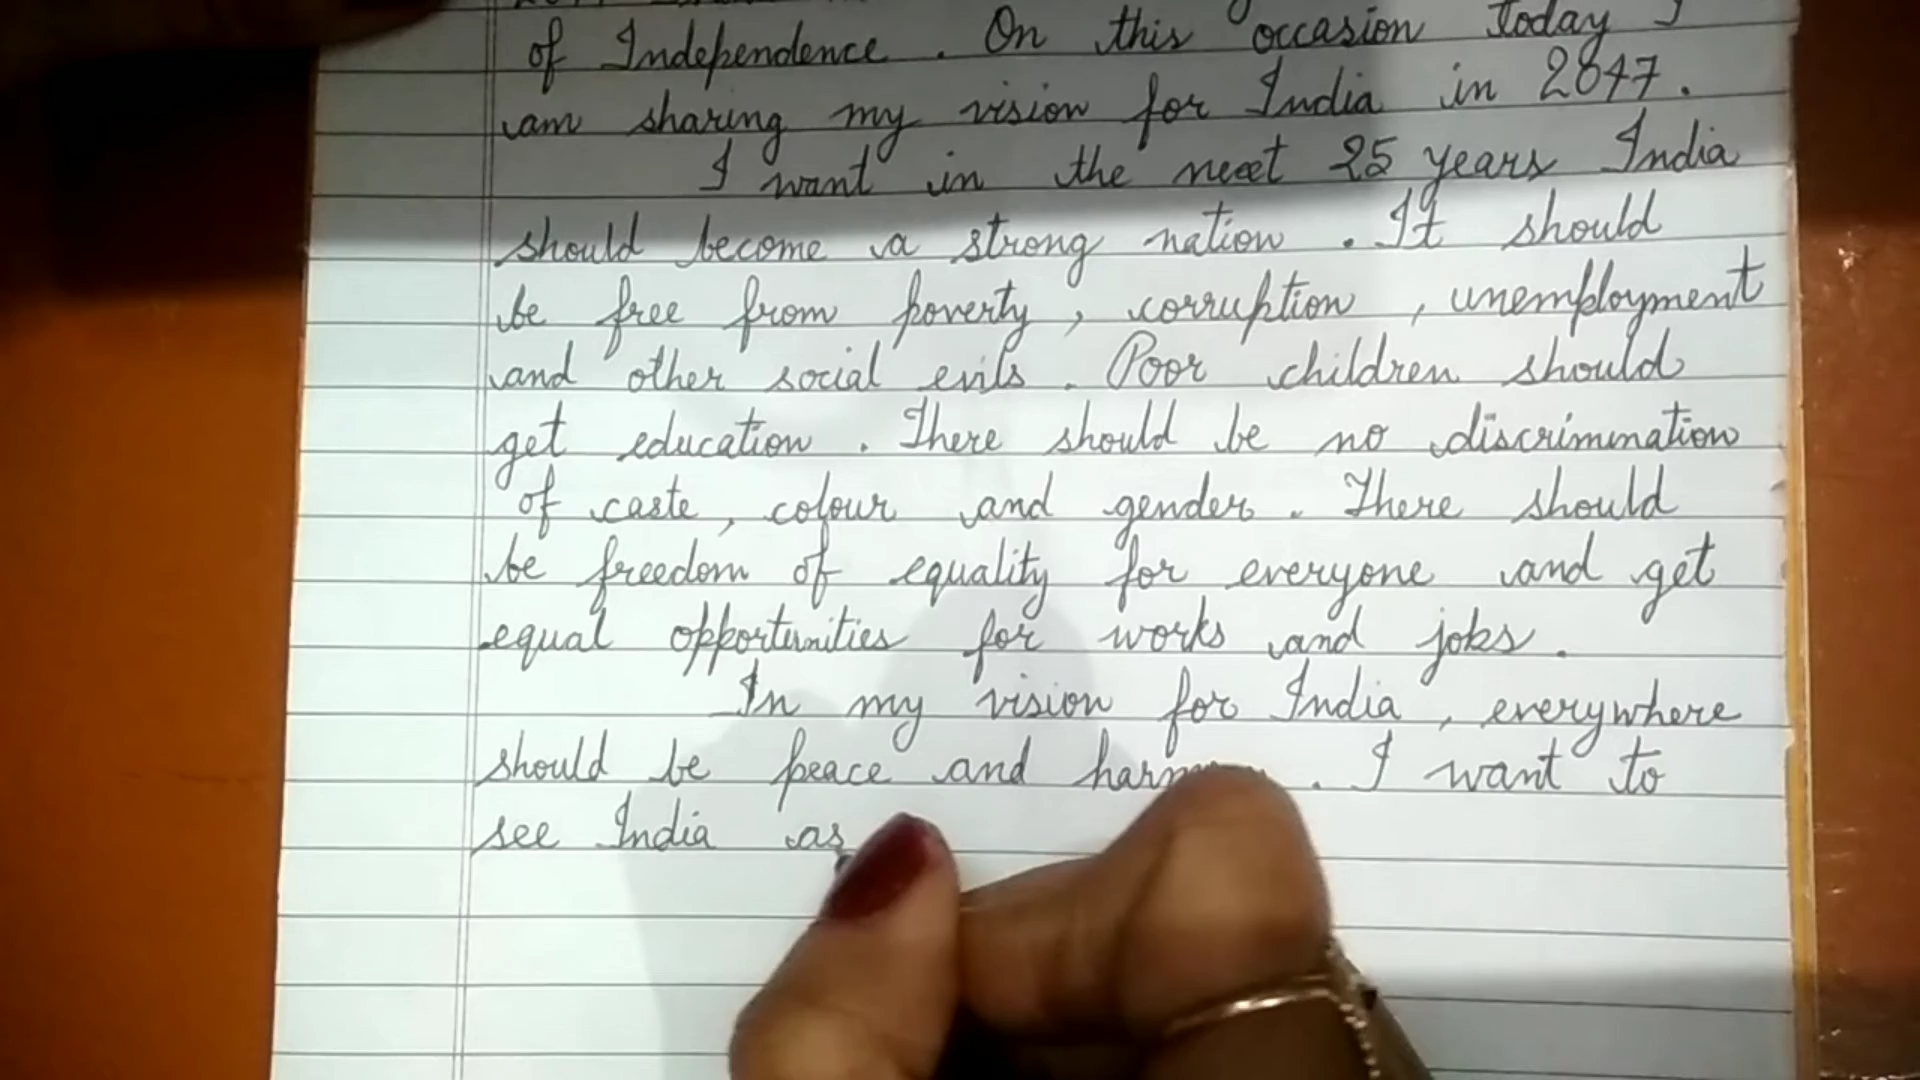 of Independence. On this occasion today I
am sharing my vision for India in 2047.
I want in the next 25 years India
should become a strong nation. It should
be free from poverty, corruption, unemployment
and other social evils. Poor children should
get education. There should be no discrimination
of caste, colour and gender. There should
be freedom of equality for everyone and get
equal opportunities for works and jobs.
In my vision for India, everywhere
should be peace and . I want to
see India as